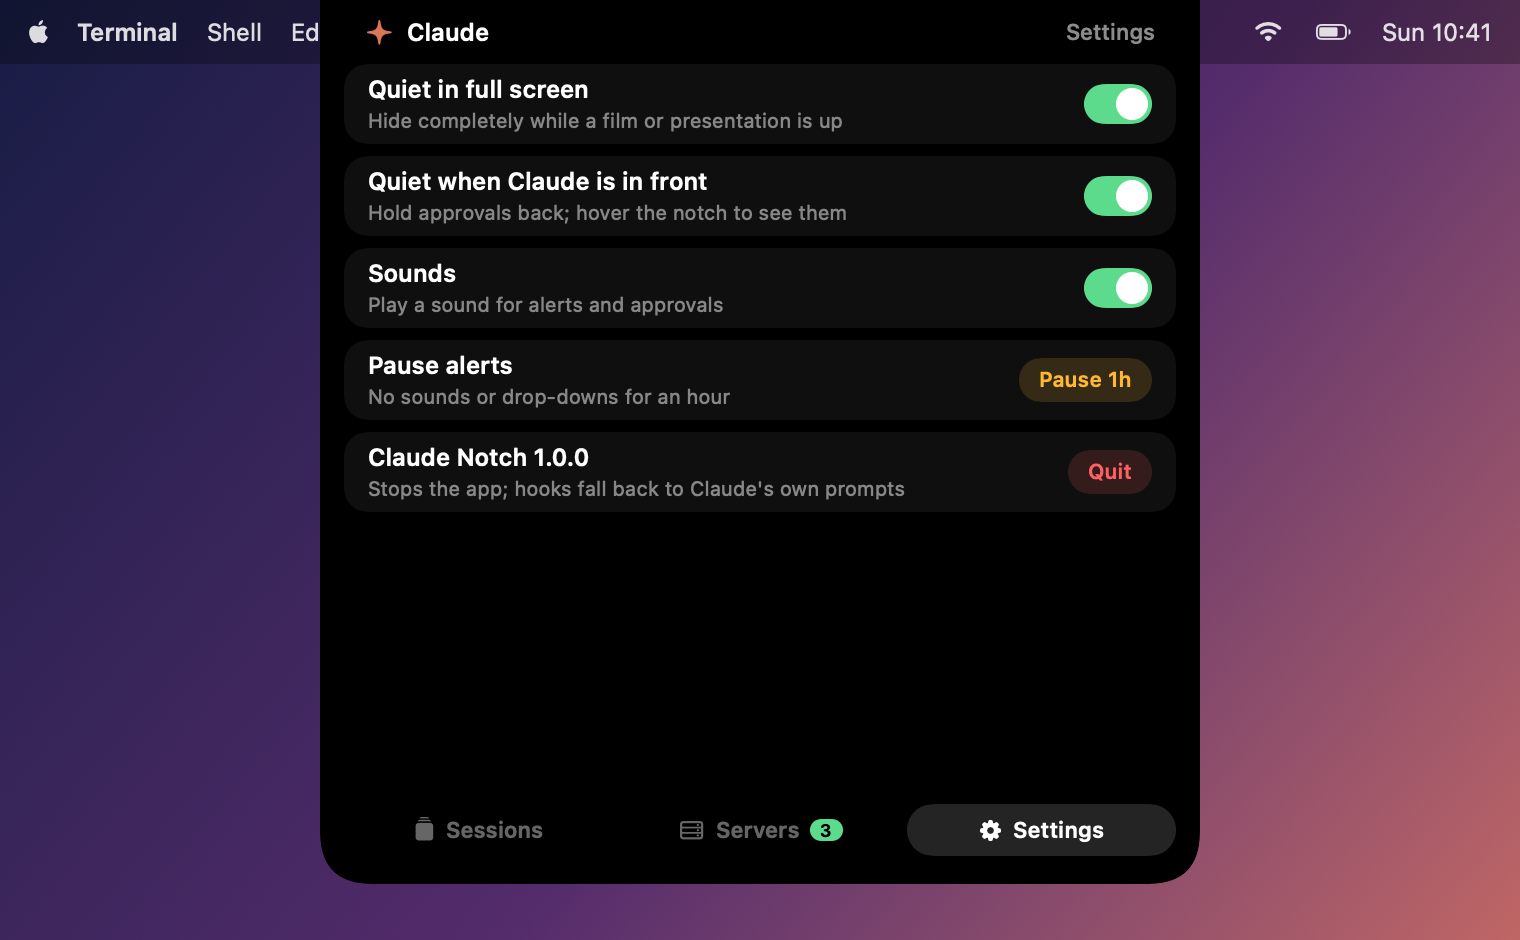 Terminal Shell Ed
Claude
Settings
Sun 10:41
Quiet in full screen
Hide completely while a film or presentation is up
Quiet when Claude is in front
Hold approvals back; hover the notch to see them
Sounds
Play a sound for alerts and approvals
Pause alerts
No sounds or drop-downs for an hour
Pause 1h
Claude Notch 1.0.0
Stops the app; hooks fall back to Claude's own prompts
Quit
Sessions
Servers 3
Settings